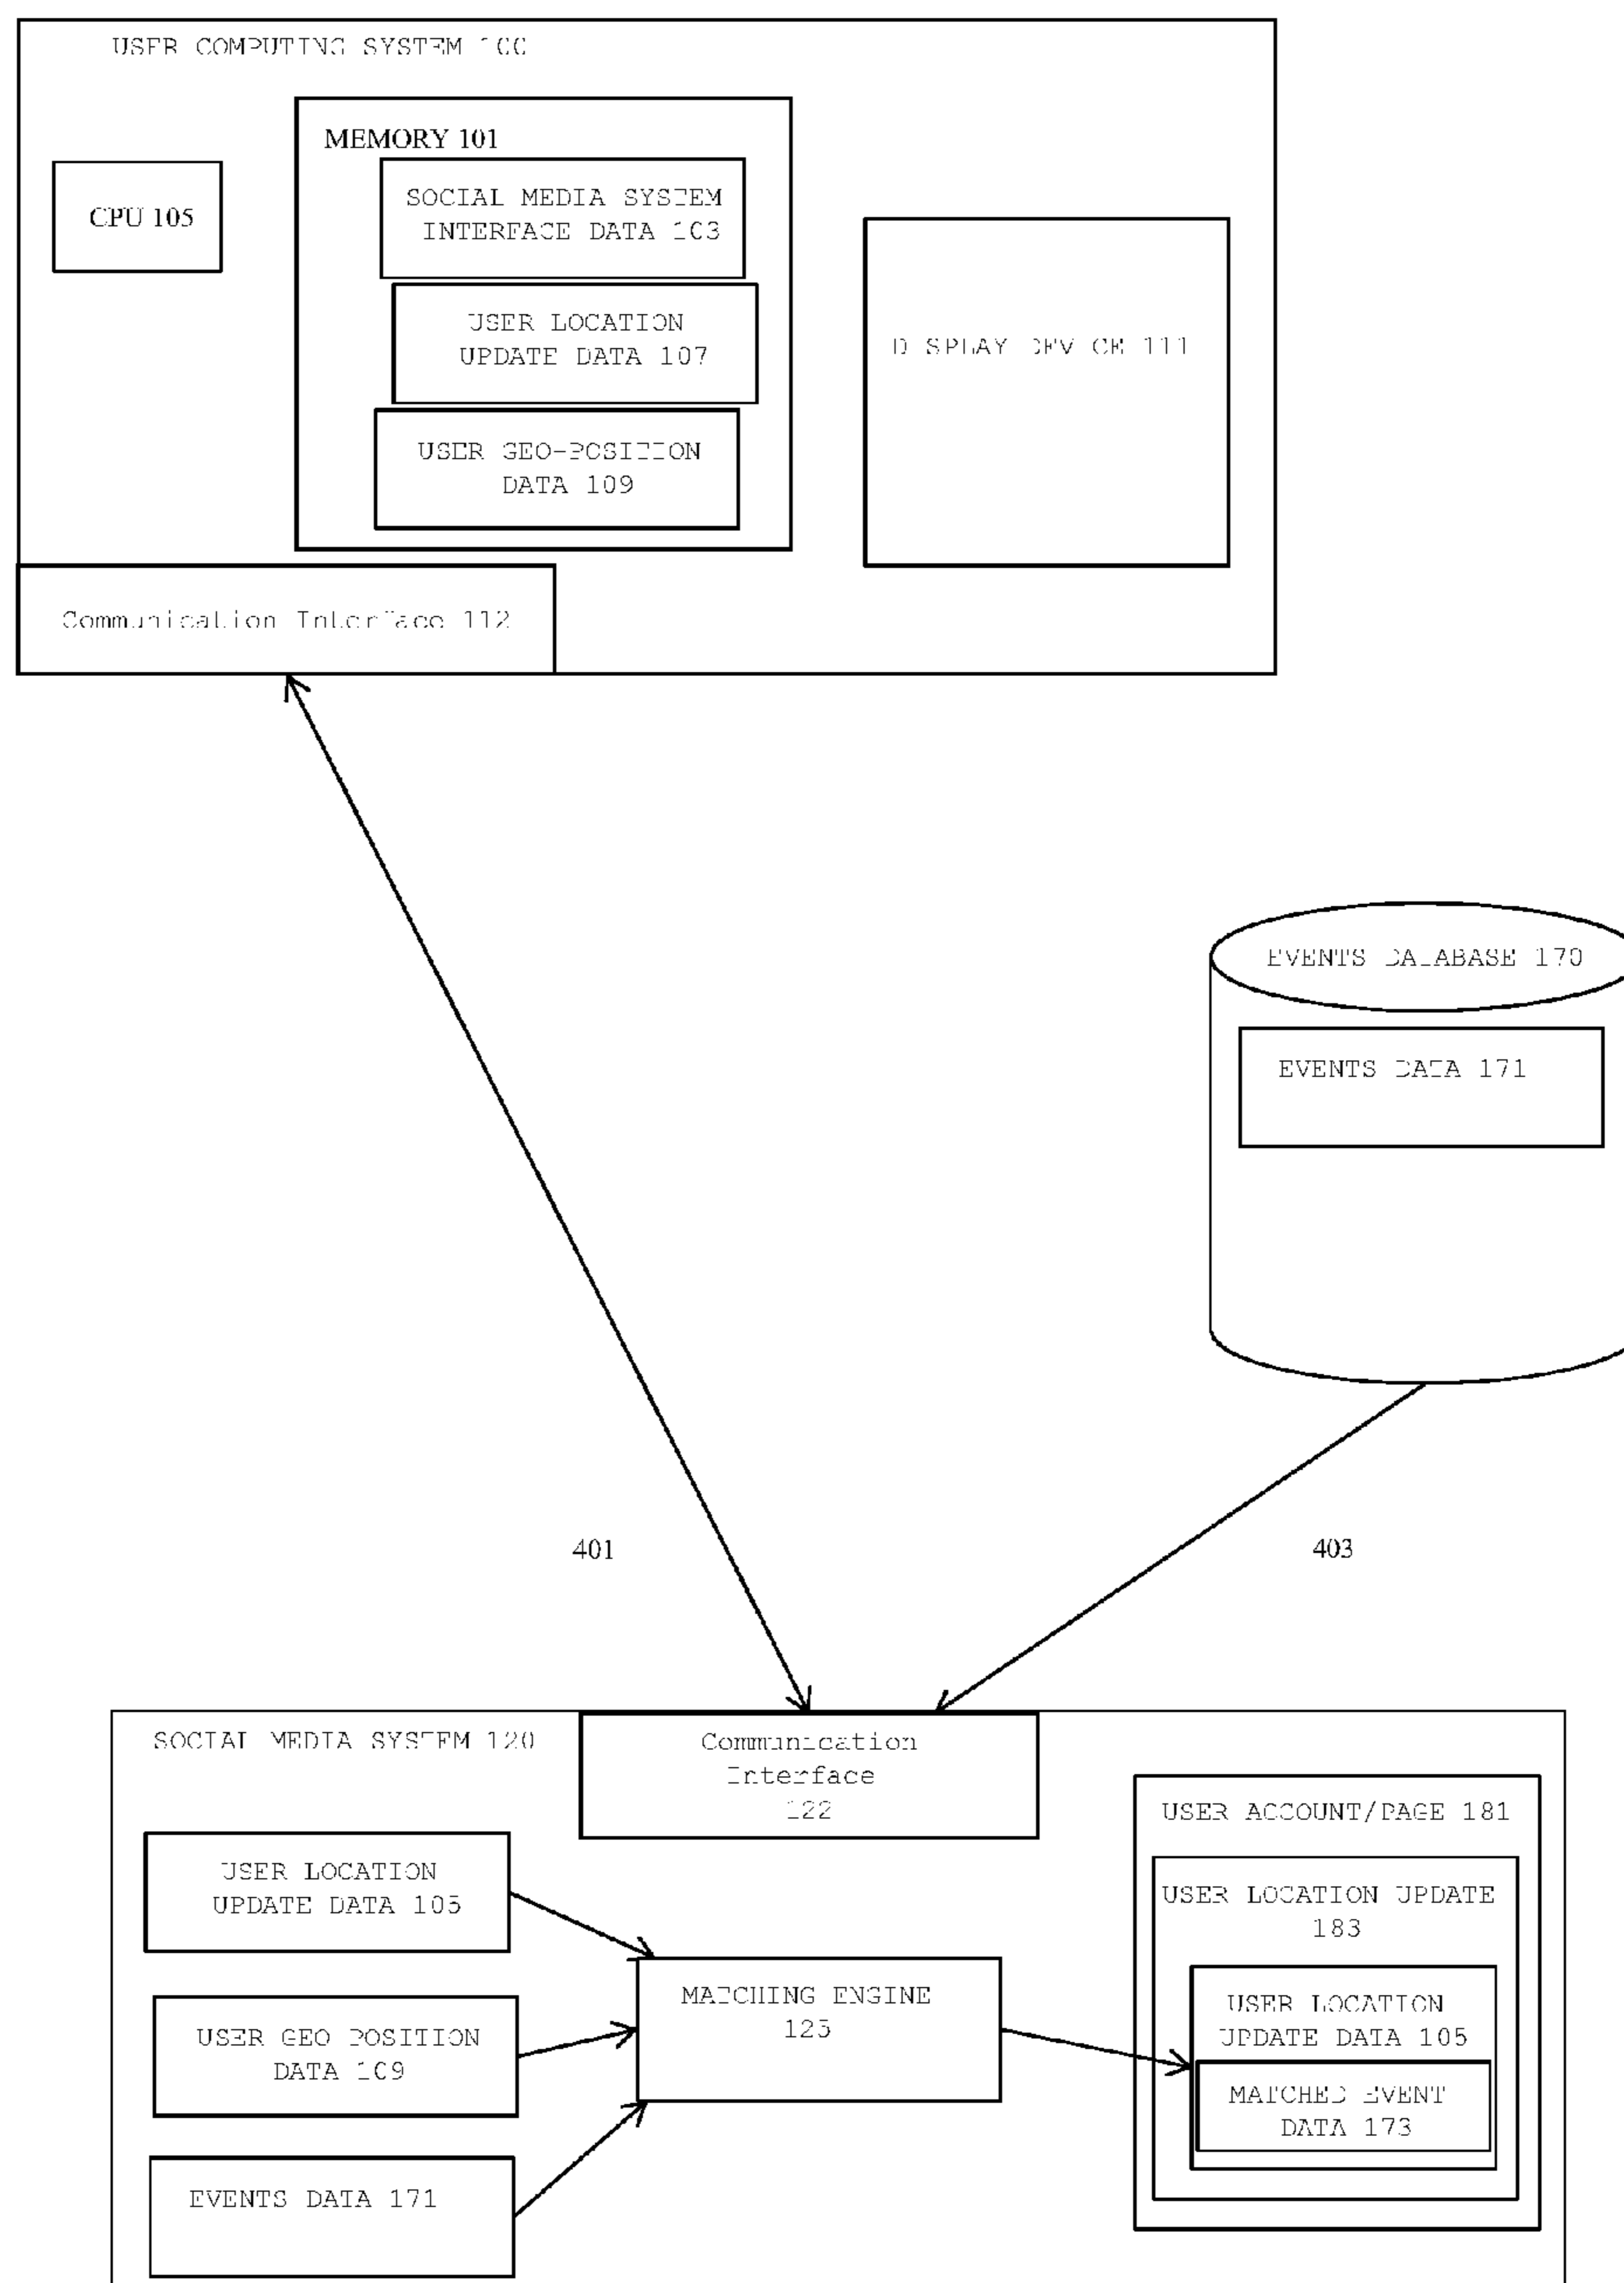 USER COMPUTING SYSTEM 100
MEMORY 101
CPU 105
SOCIAL MEDIA SYSTEM
INTERFACE DATA 103
USER LOCATION
UPDATE DATA 107
USER GEO-POSITION
DATA 109
DISPLAY DEVICE 111
Communication Interface 112
EVENTS DATABASE 170
EVENTS DATA 171
401
403
SOCIAL MEDIA SYSTEM 120
Communication
Interface
122
USER LOCATION
UPDATE DATA 105
USER GEO POSITION
DATA 109
EVENTS DATA 171
MATCHING ENGINE
125
USER ACCOUNT/PAGE 181
USER LOCATION UPDATE
183
USER LOCATION
UPDATE DATA 105
MATCHED EVENT
DATA 173